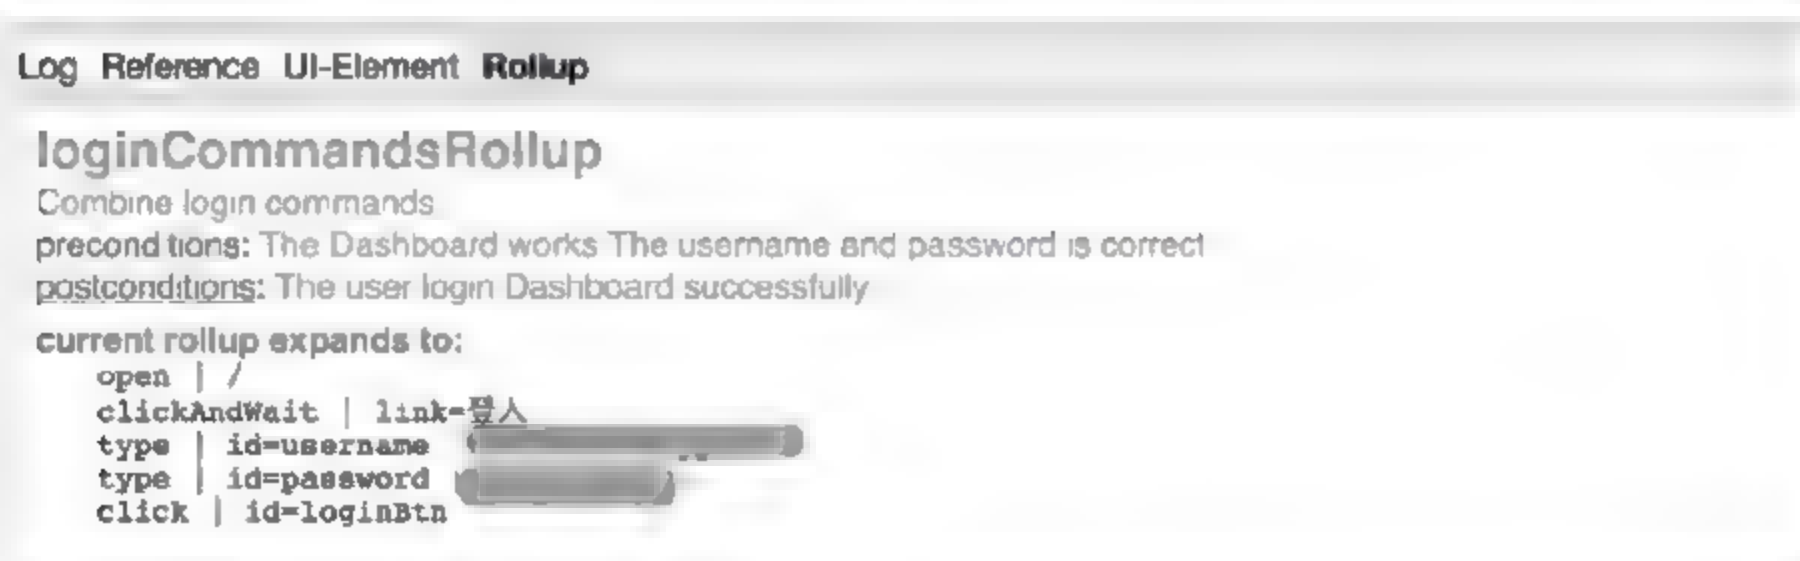 Log Reference UI-Element Rollup
loginCommandsRollup
Combine login commands
preconditions: The Dashboard works The username and password is correct
postconditions: The user login Dashboard successfully
current rollup expands to:
open | /
clickAndWait | link=登入
type | id=username
type | id=password
click | id=loginBtn